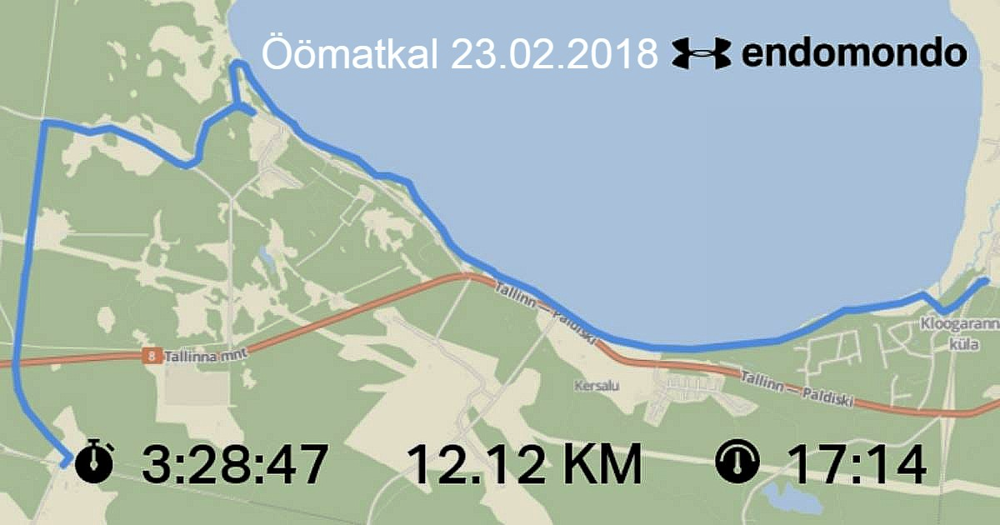 Öömatkal 23.02.2018 endomondo
Tallinn — Paldiski
Kloogarann
küla
8 Tallinna mnt
Kersalu
Tallinn — Paldiski
3:28:47 12.12 KM 17:14